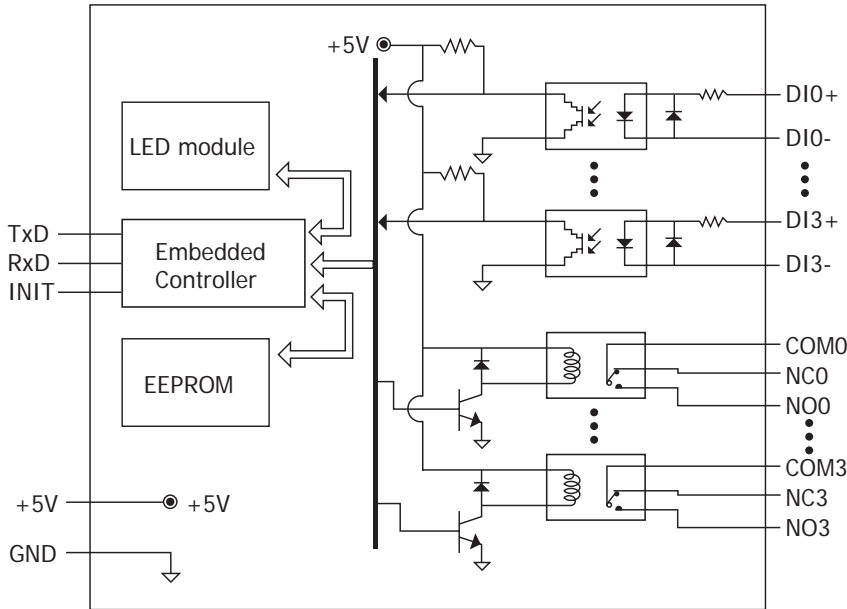 +5V
DI0+
LED module
DI0-
TxD
DI3+
Embedded
Controller
RxD
DI3-
INIT
COM0
EEPROM
NC0
NO0
COM3
+5V
+5V
NC3
NO3
GND